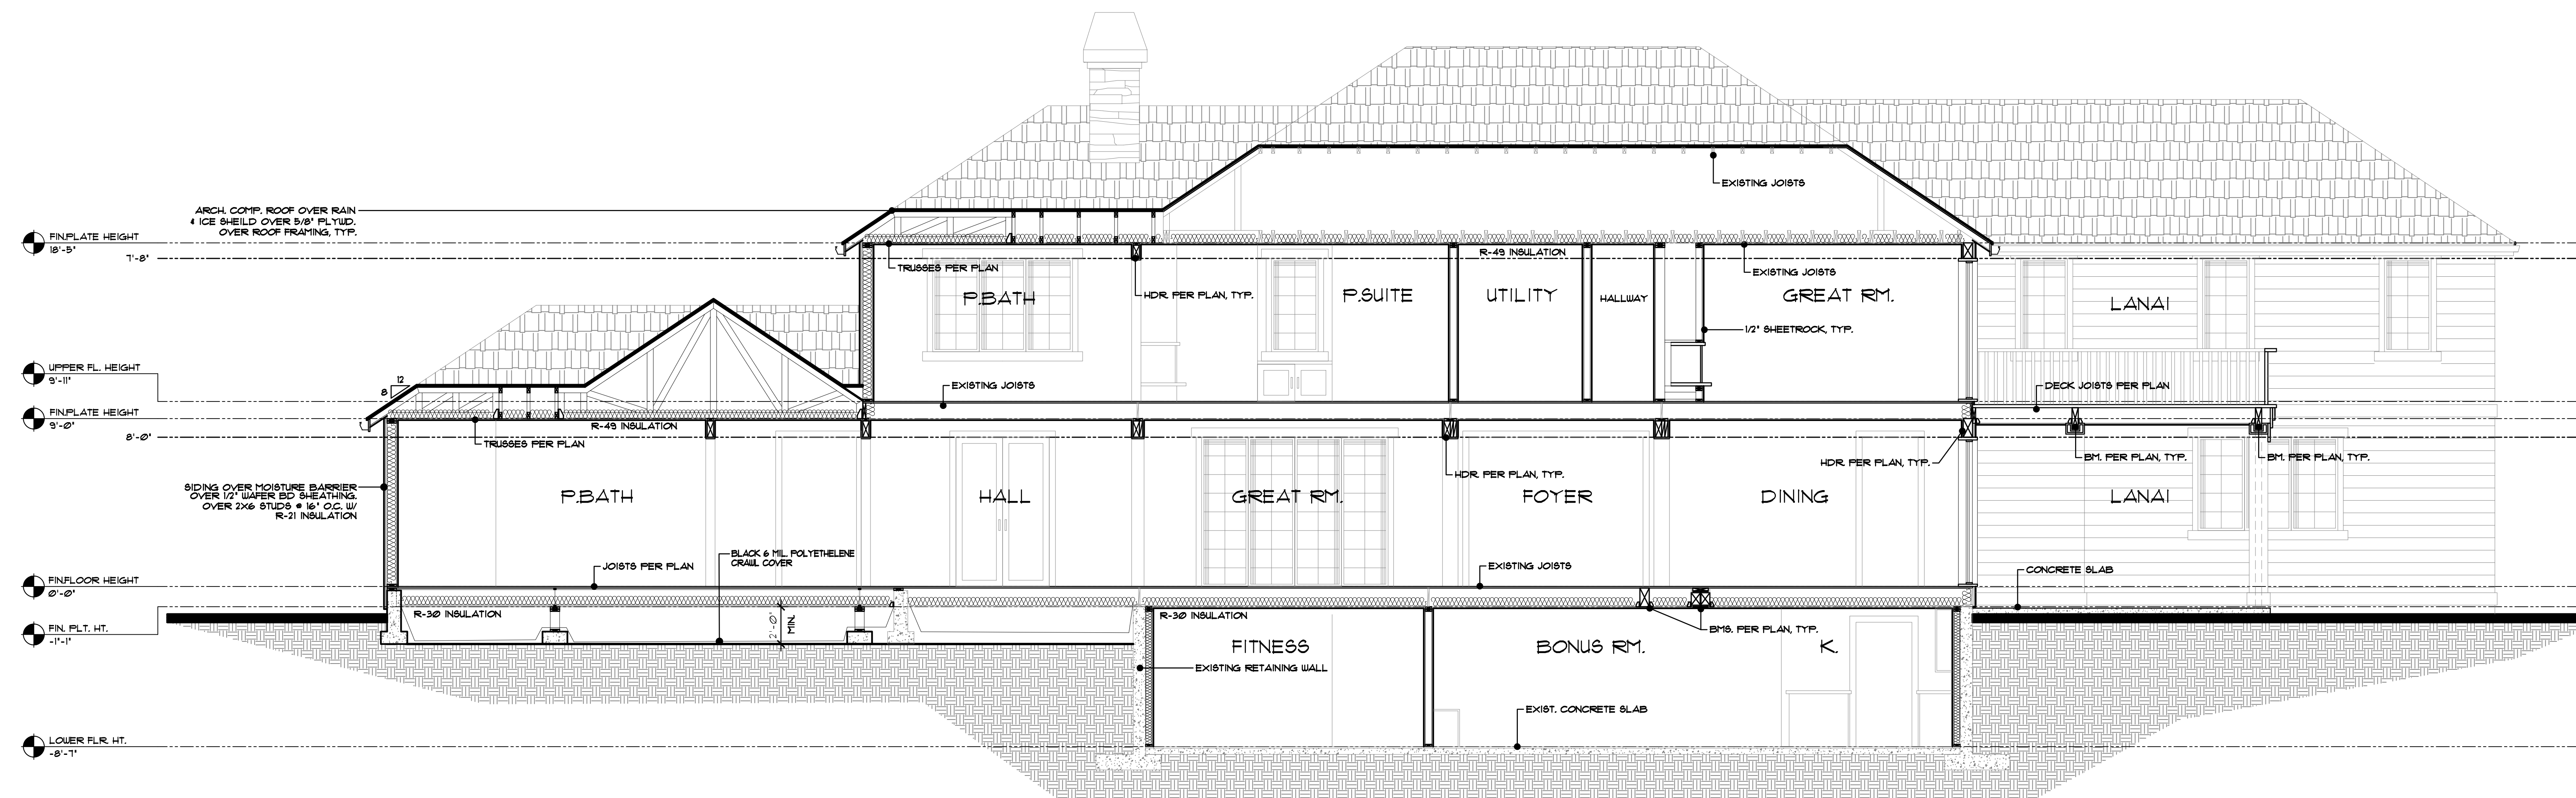 EXISTING JOISTS
ARCH. COMP. ROOF OVER RAIN
& ICE SHEILD OVER 5/8" PLYWD.
OVER ROOF FRAMING, TYP.
FIN.PLATE HEIGHT
18'-5"
7'-8"
R-49 INSULATION
TRUSSES PER PLAN
EXISTING JOISTS
P.BATH
HDR. PER PLAN, TYP.
P.SUITE
UTILITY
HALLWAY
GREAT RM.
LANAI
1/2" SHEETROCK, TYP.
UPPER FL. HEIGHT
9'-11"
12
8
EXISTING JOISTS
DECK JOISTS PER PLAN
FIN.PLATE HEIGHT
9'-0"
8'-0"
R-49 INSULATION
TRUSSES PER PLAN
HDR. PER PLAN, TYP.
HDR. PER PLAN, TYP.
BM. PER PLAN, TYP.
BM. PER PLAN, TYP.
SIDING OVER MOISTURE BARRIER
OVER 1/2" WAFER BD SHEATHING.
OVER 2X6 STUDS @ 16" O.C. W/
R-21 INSULATION
P.BATH
HALL
GREAT RM.
FOYER
DINING
LANAI
BLACK 6 MIL. POLYETHELENE
CRAWL COVER
JOISTS PER PLAN
EXISTING JOISTS
CONCRETE SLAB
FIN.FLOOR HEIGHT
0'-0"
R-30 INSULATION
2'-0"
MIN.
R-30 INSULATION
FIN. PLT. HT.
-1'-1"
BMS. PER PLAN, TYP.
FITNESS
BONUS RM.
K.
EXISTING RETAINING WALL
EXIST. CONCRETE SLAB
LOWER FLR. HT.
-8'-7"